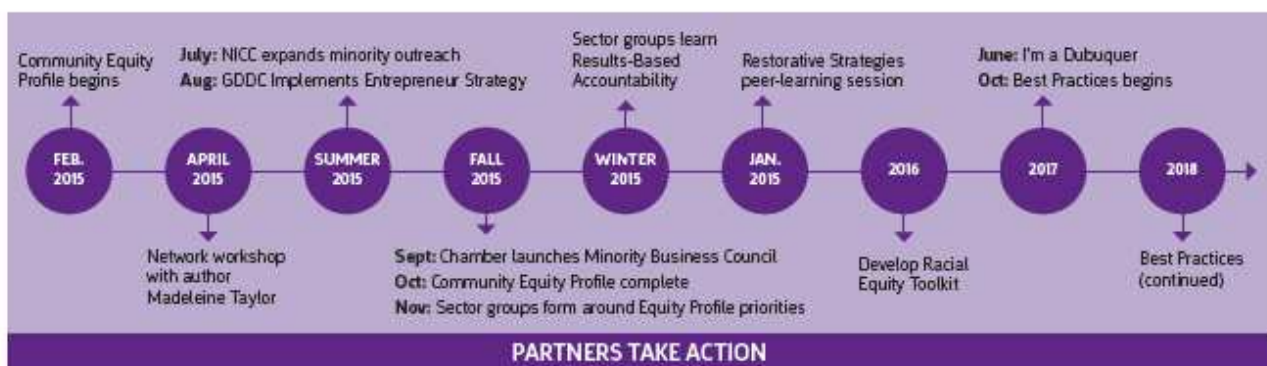 Community Equity
Profile begins
July: NICC expands minority outreach
Aug: GDDC Implements Entrepreneur Strategy
Sector groups learn
Results-Based
Accountability
Restorative Strategies
peer-learning session
June: I'm a Dubuquer
Oct: Best Practices begins
FEB.
2015
APRIL
2015
SUMMER
2015
FALL
2015
WINTER
2015
JAN.
2015
2016
2017
2018
Network workshop
with author
Madeleine Taylor
Sept: Chamber launches Minority Business Council
Oct: Community Equity Profile complete
Nov: Sector groups form around Equity Profile priorities
Develop Racial
Equity Toolkit
Best Practices
(continued)
PARTNERS TAKE ACTION